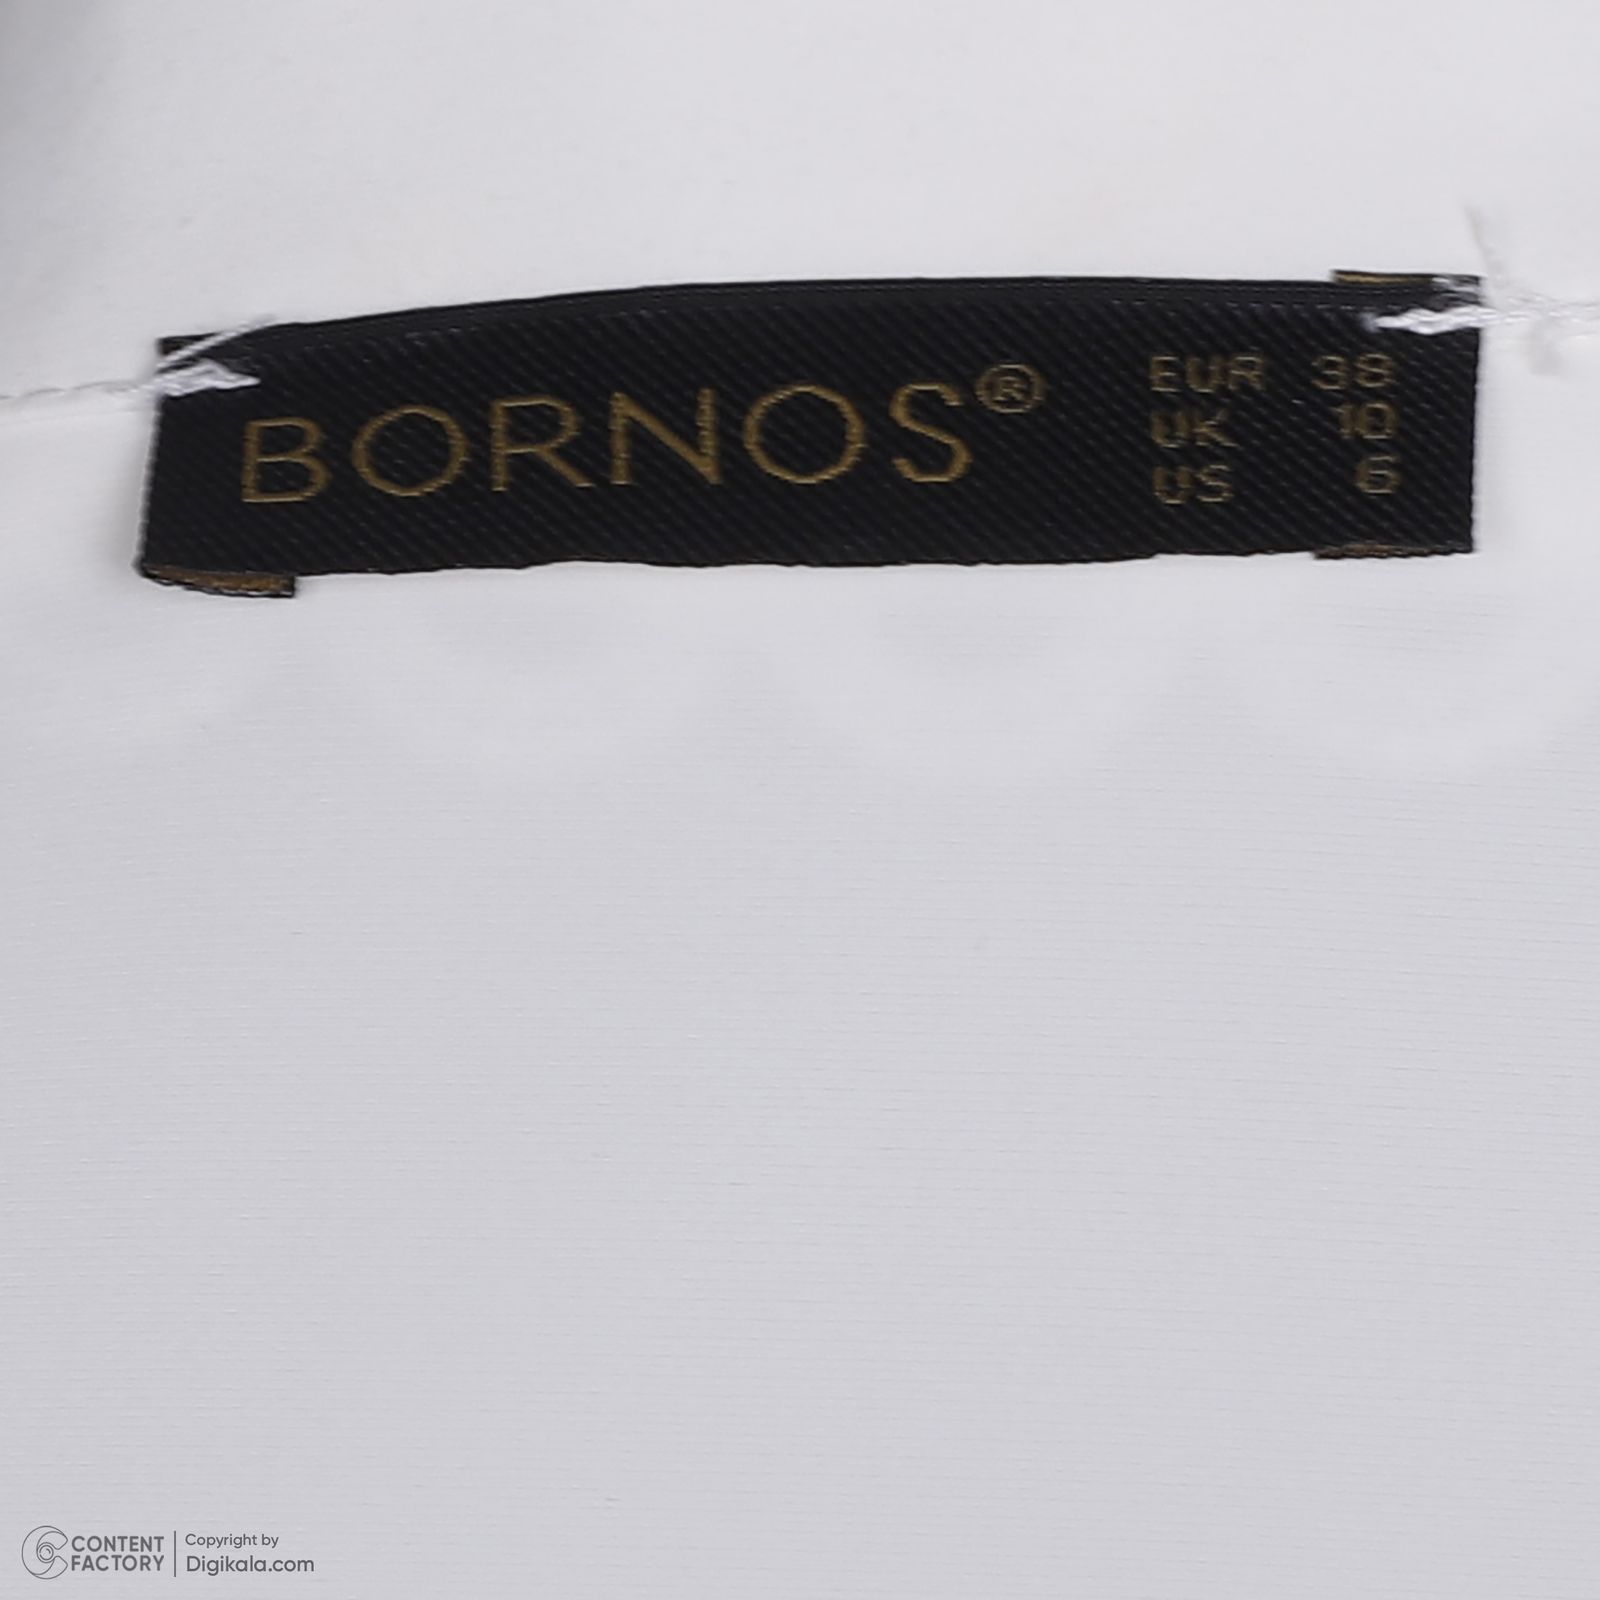 BORNOS®
EUR 38
UK 10
US 6
CONTENT FACTORY
Copyright by
Digikala.com